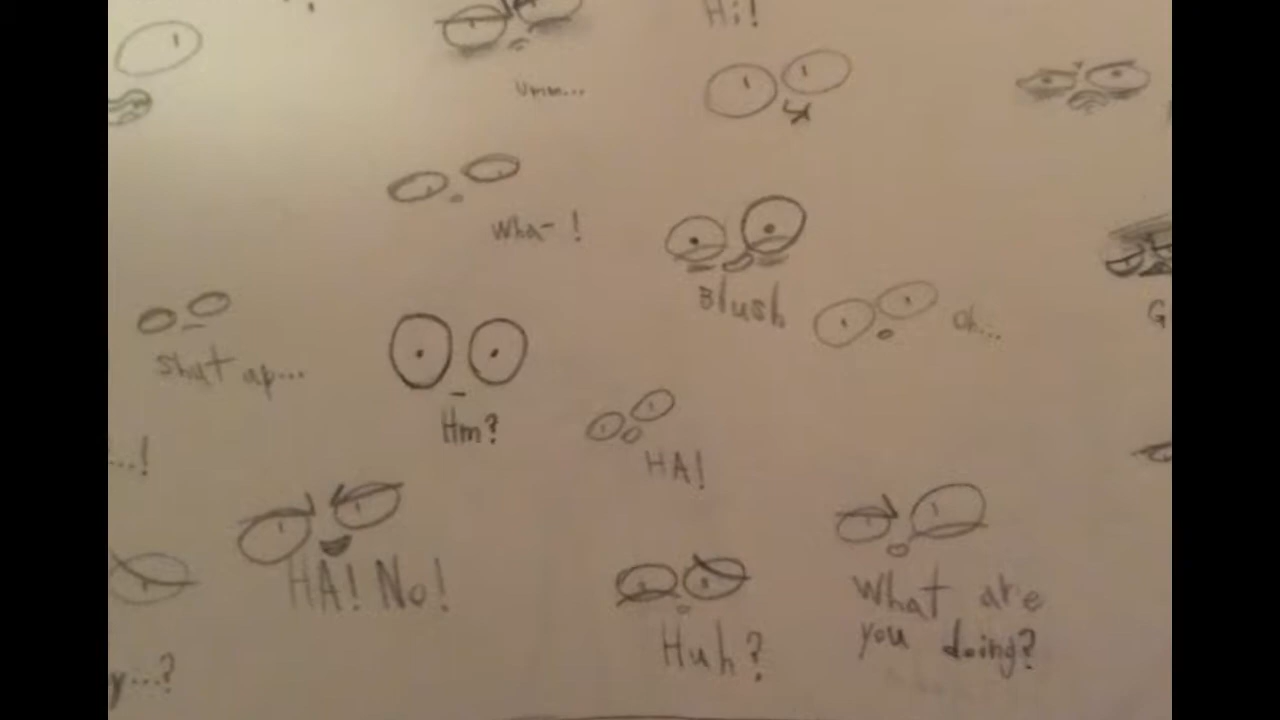 Hi!
Umm...
Wha-!
Blush
Oh...
Shut up...
Hm?
...!
HA!
HA! No!
What are
you doing?
Huh?
y...?
G